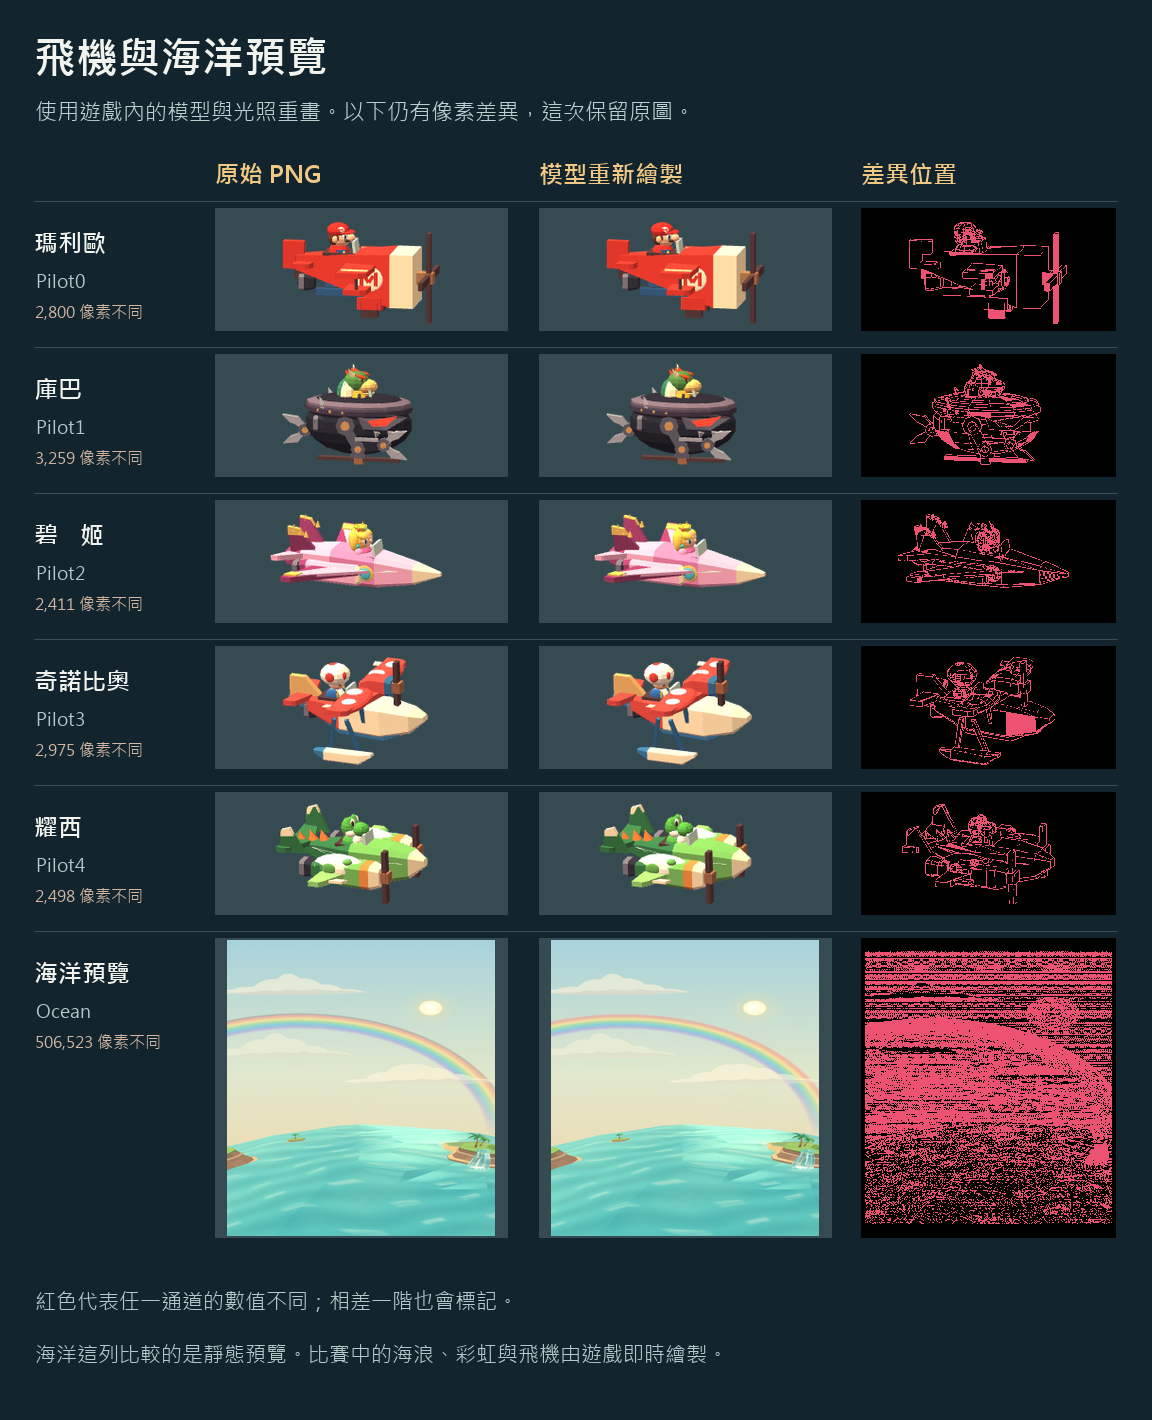 飛機與海洋預覽
使用遊戲內的模型與光照重畫。以下仍有像素差異，這次保留原圖。
原始 PNG
模型重新繪製
差異位置
瑪利歐
Pilot0
2,800 像素不同
庫巴
Pilot1
3,259 像素不同
碧　姬
Pilot2
2,411 像素不同
奇諾比奧
Pilot3
2,975 像素不同
耀西
Pilot4
2,498 像素不同
海洋預覽
Ocean
506,523 像素不同
紅色代表任一通道的數值不同；相差一階也會標記。
海洋這列比較的是靜態預覽。比賽中的海浪、彩虹與飛機由遊戲即時繪製。